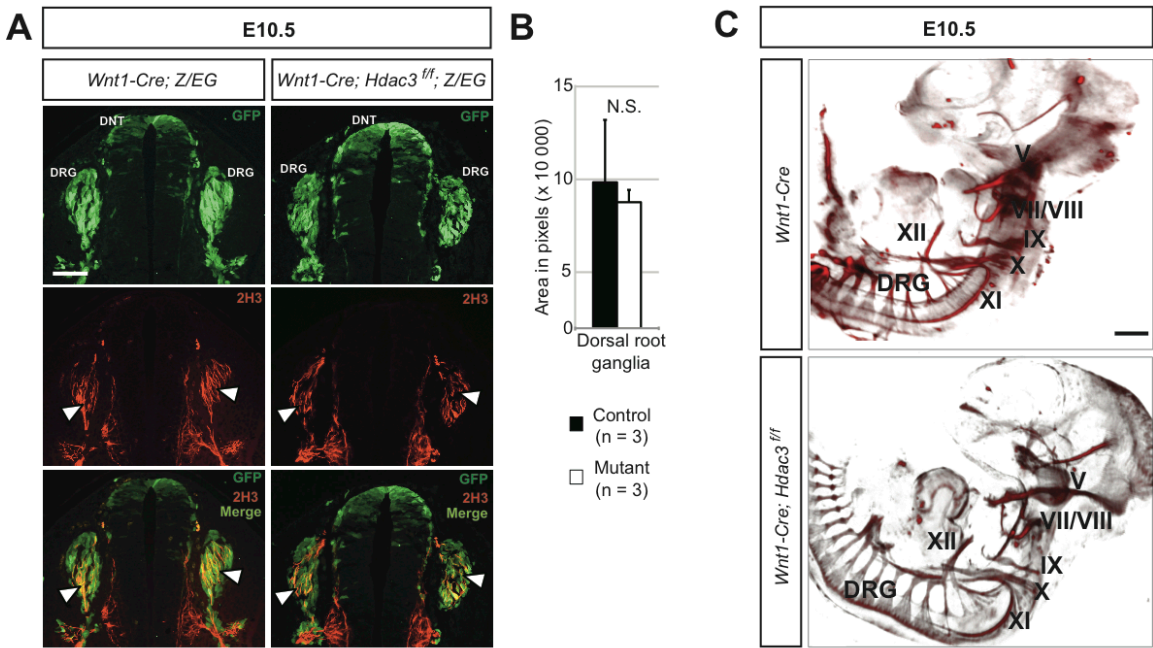 A
E10.5
Wnt1-Cre; Z/EG
Wnt1-Cre; Hdac3 f/f; Z/EG
GFP
DNT
DRG
DRG
GFP
DNT
DRG
DRG
2H3
2H3
GFP
2H3
Merge
GFP
2H3
Merge
B
15
10
5
0
N.S.
Area in pixels (x 10 000)
Dorsal root
ganglia
Control
(n = 3)
Mutant
(n = 3)
C
E10.5
Wnt1-Cre
V
VII/VIII
XII
IX
X
DRG
XI
Wnt1-Cre; Hdac3 f/f
V
VII/VIII
XII
IX
DRG
X
XI